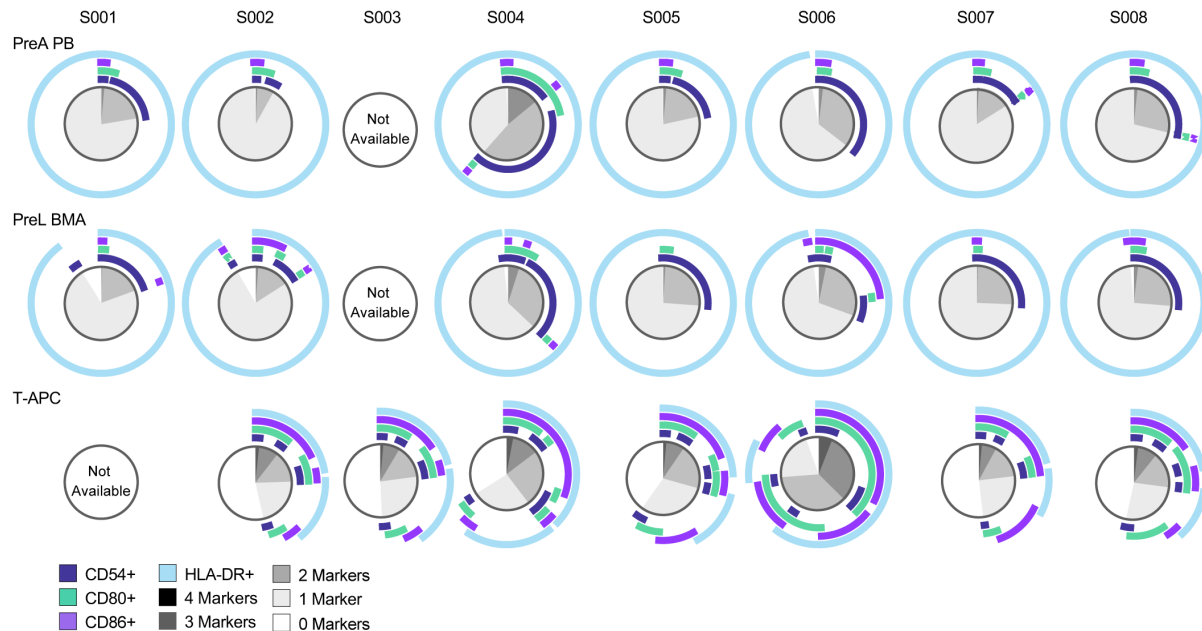 S001 S002 S003 S004 S005 S006 S007 S008
PreA PB
Not
Available
PreL BMA
Not
Available
T-APC
Not
Available
CD54+ HLA-DR+ 2 Markers
CD80+ 4 Markers 1 Marker
CD86+ 3 Markers 0 Markers